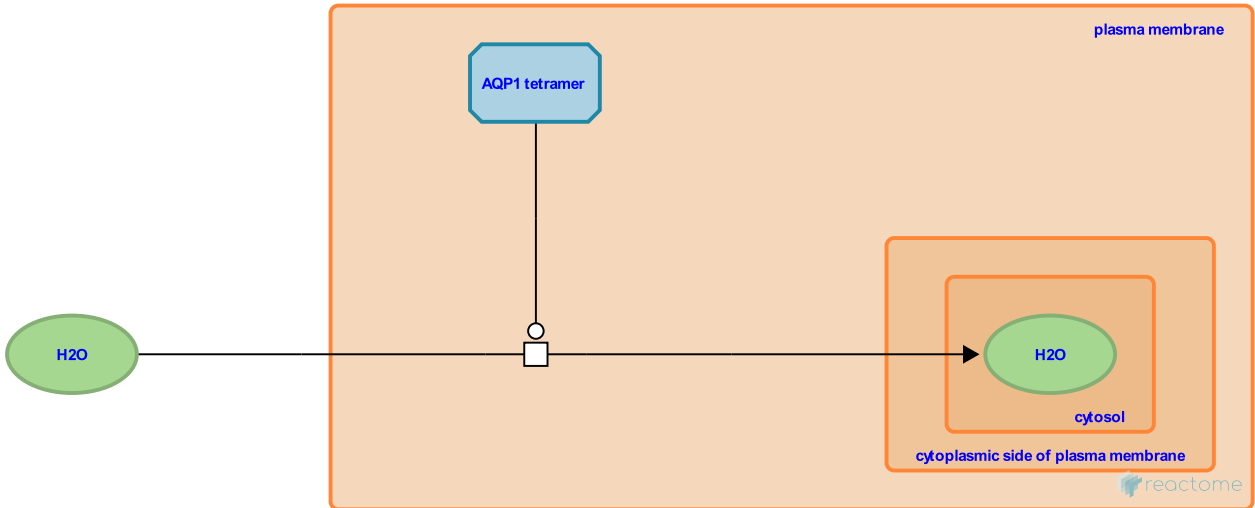 plasma membrane
AQP1 tetramer
H2O
H2O
cytosol
cytoplasmic side of plasma membrane
reactome